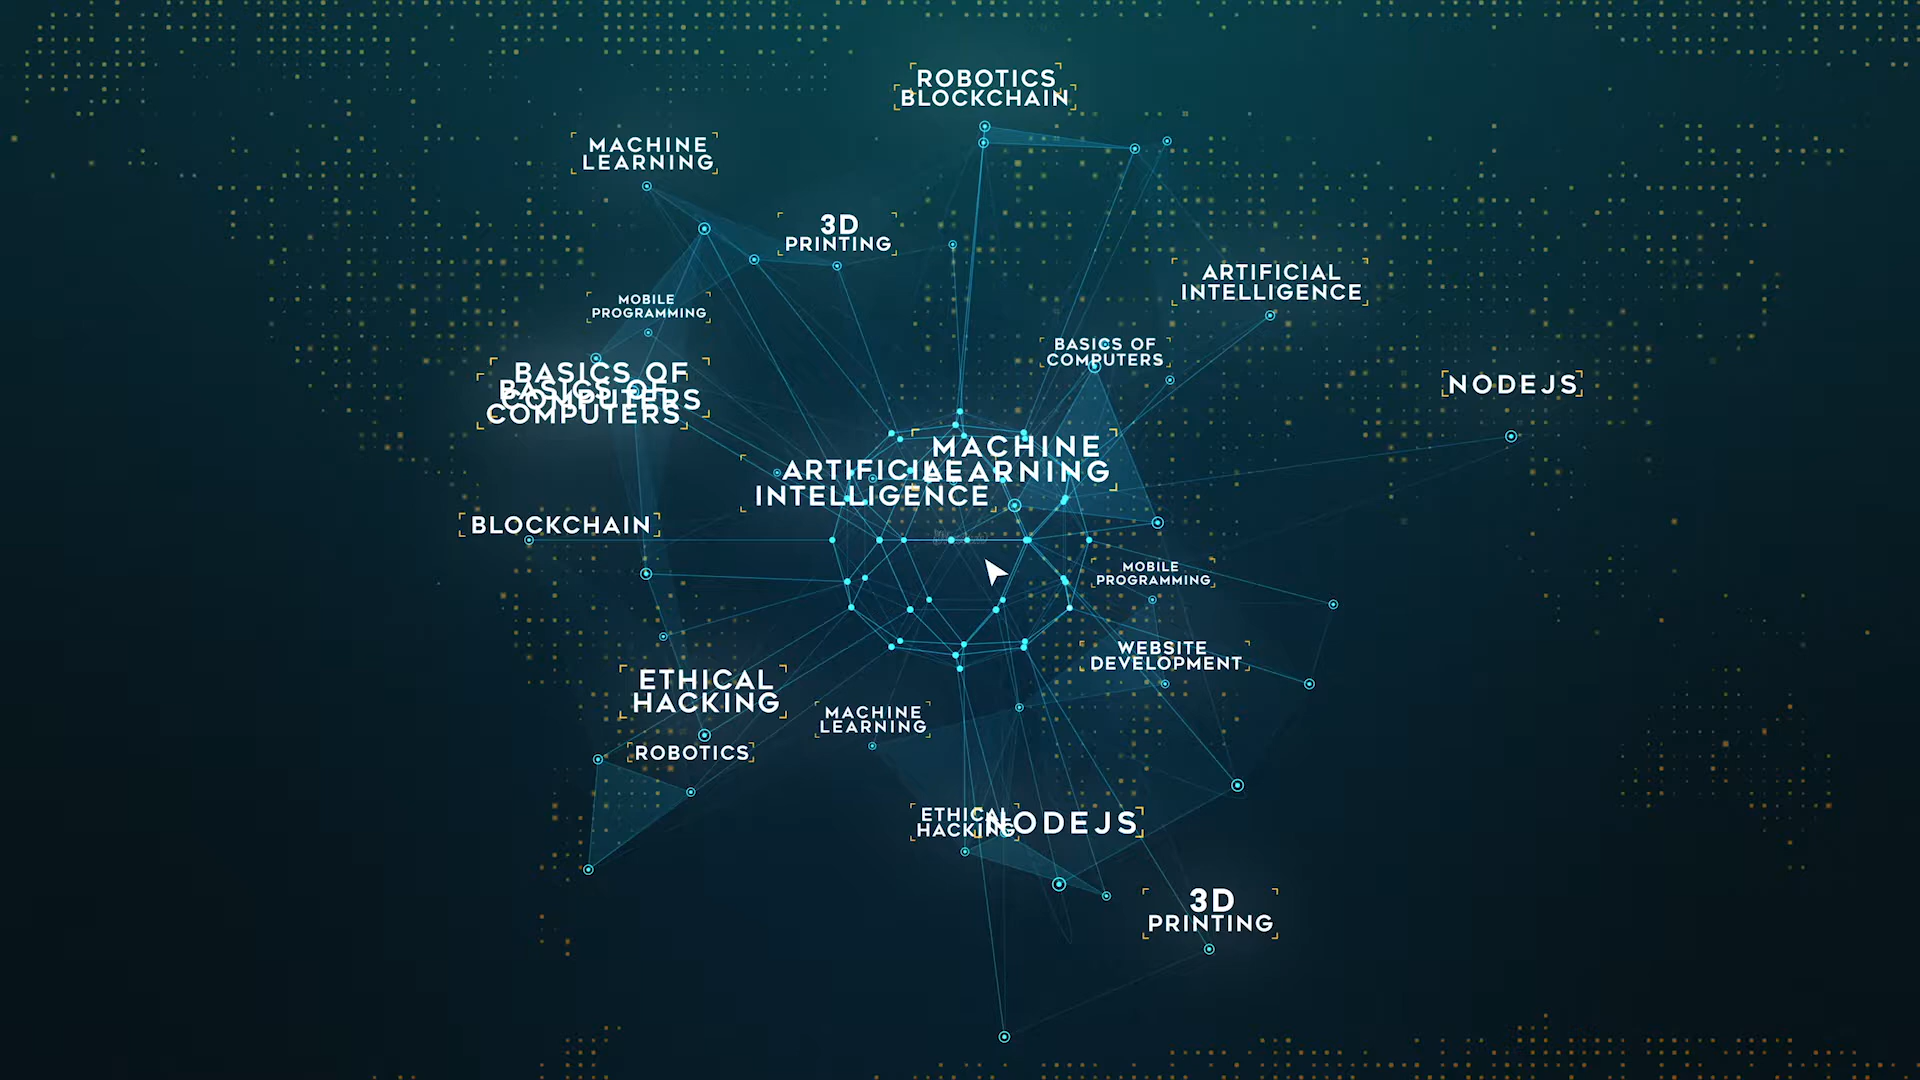 ROBOTICS
BLOCKCHAIN
MACHINE
LEARNING
3D
PRINTING
ARTIFICIAL
INTELLIGENCE
MOBILE
PROGRAMMING
BASICS OF
COMPUTERS
BASICS OF
COMPUTERS
BASICS OF
COMPUTERS
NODEJS
MACHINE
LEARNING
ARTIFICIAL
INTELLIGENCE
BLOCKCHAIN
MOBILE
PROGRAMMING
WEBSITE
DEVELOPMENT
ETHICAL
HACKING
ROBOTICS
MACHINE
LEARNING
ETHICAL
HACKING
NODEJS
3D
PRINTING